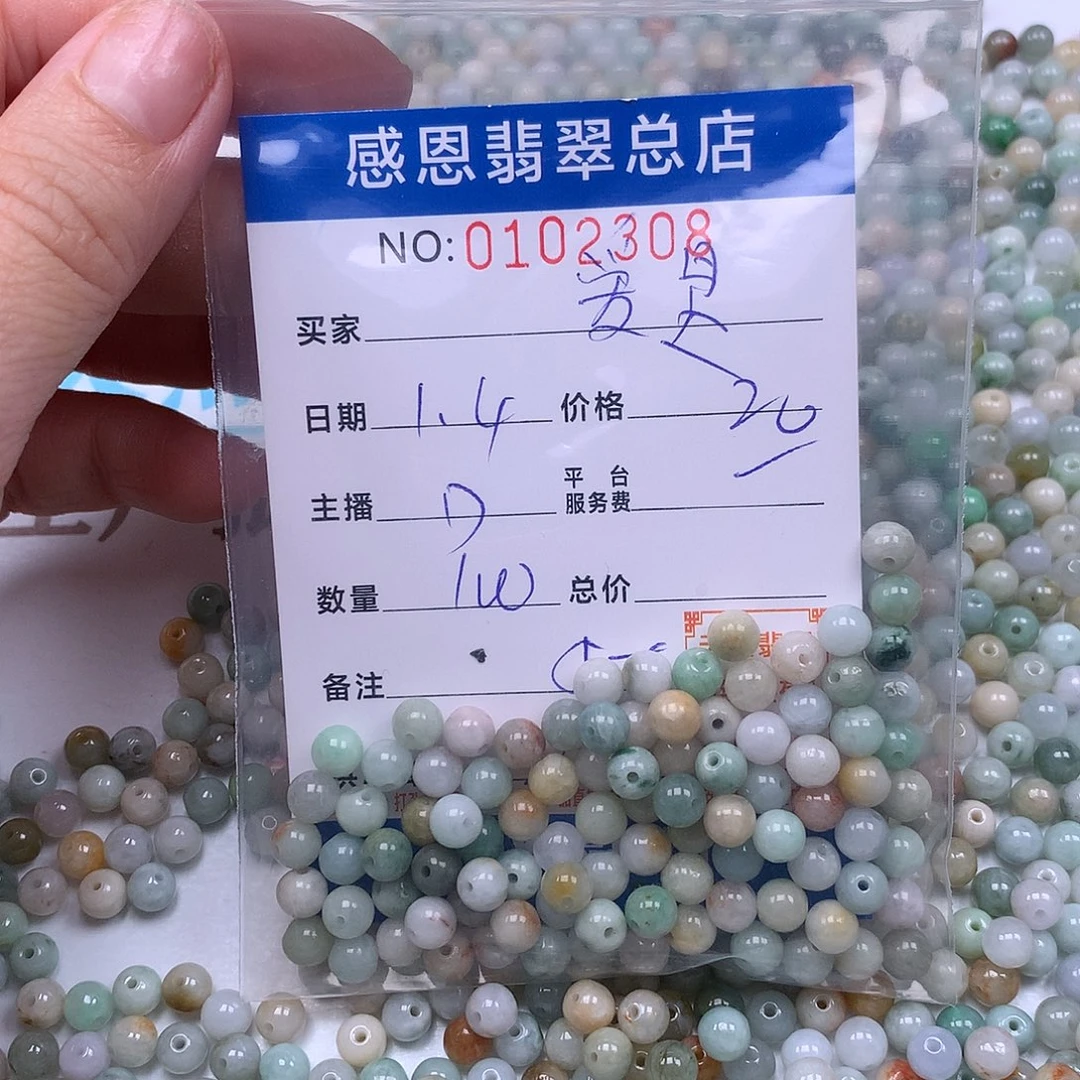 感恩翡翠总店
NO:0102308
买家
日期 1.4 价格 20
主播 D 平台服务费
数量 100 总价
备注